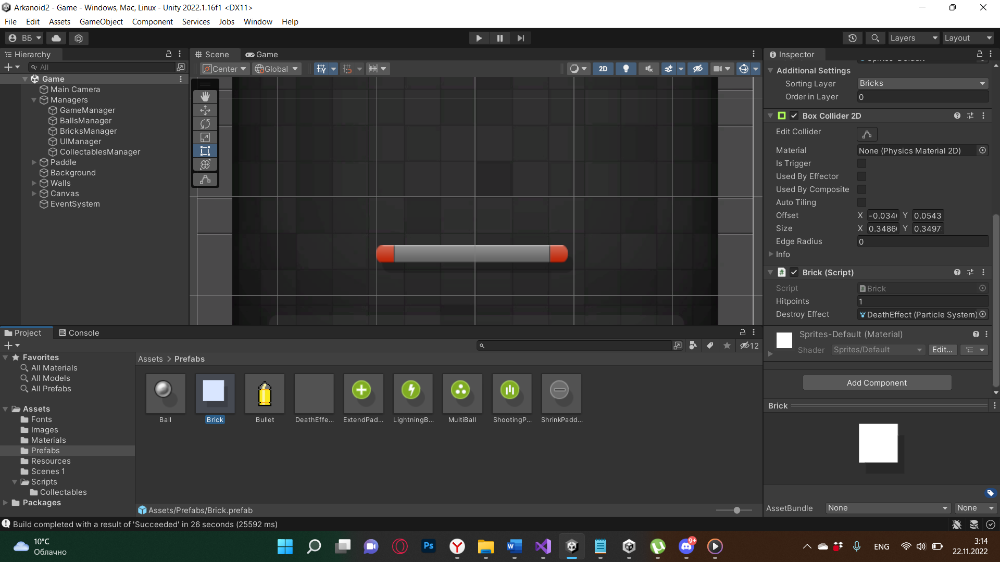 Arkanoid2 - Game - Windows, Mac, Linux - Unity 2022.1.16f1 <DX11>
File Edit Assets GameObject Component Services Jobs Window Help
ВБ Layers Layout
Hierarchy
All
Game
Main Camera
Managers
GameManager
BallsManager
BricksManager
UIManager
CollectablesManager
Paddle
Background
Walls
Canvas
EventSystem
Scene Game
Center Global 2D
Inspector
Additional Settings
Sorting Layer Bricks
Order in Layer 0
Box Collider 2D
Edit Collider
Material None (Physics Material 2D)
Is Trigger
Used By Effector
Used By Composite
Auto Tiling
Offset X -0.034 Y 0.0543
Size X 0.3486 Y 0.3497
Edge Radius 0
Info
Brick (Script)
Script Brick
Hitpoints 1
Destroy Effect DeathEffect (Particle System)
Sprites-Default (Material)
Shader Sprites/Default Edit...
Add Component
Brick
AssetBundle None None
Project Console
12
Favorites
All Materials
All Models
All Prefabs
Assets
Fonts
Images
Materials
Prefabs
Resources
Scenes 1
Scripts
Collectables
Packages
Assets > Prefabs
Ball Brick Bullet DeathEffe... ExtendPad... LightningB... MultiBall ShootingP... ShrinkPadd...
Assets/Prefabs/Brick.prefab
Build completed with a result of 'Succeeded' in 26 seconds (25592 ms)
10°C
Облачно
Ps
W
9+
ENG
3:14
22.11.2022